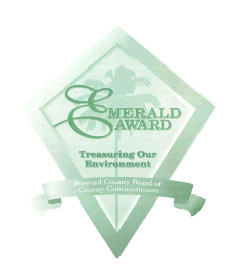 EMERALD
AWARD
Treasuring Our
Environment
Broward County Board of
County Commissioners